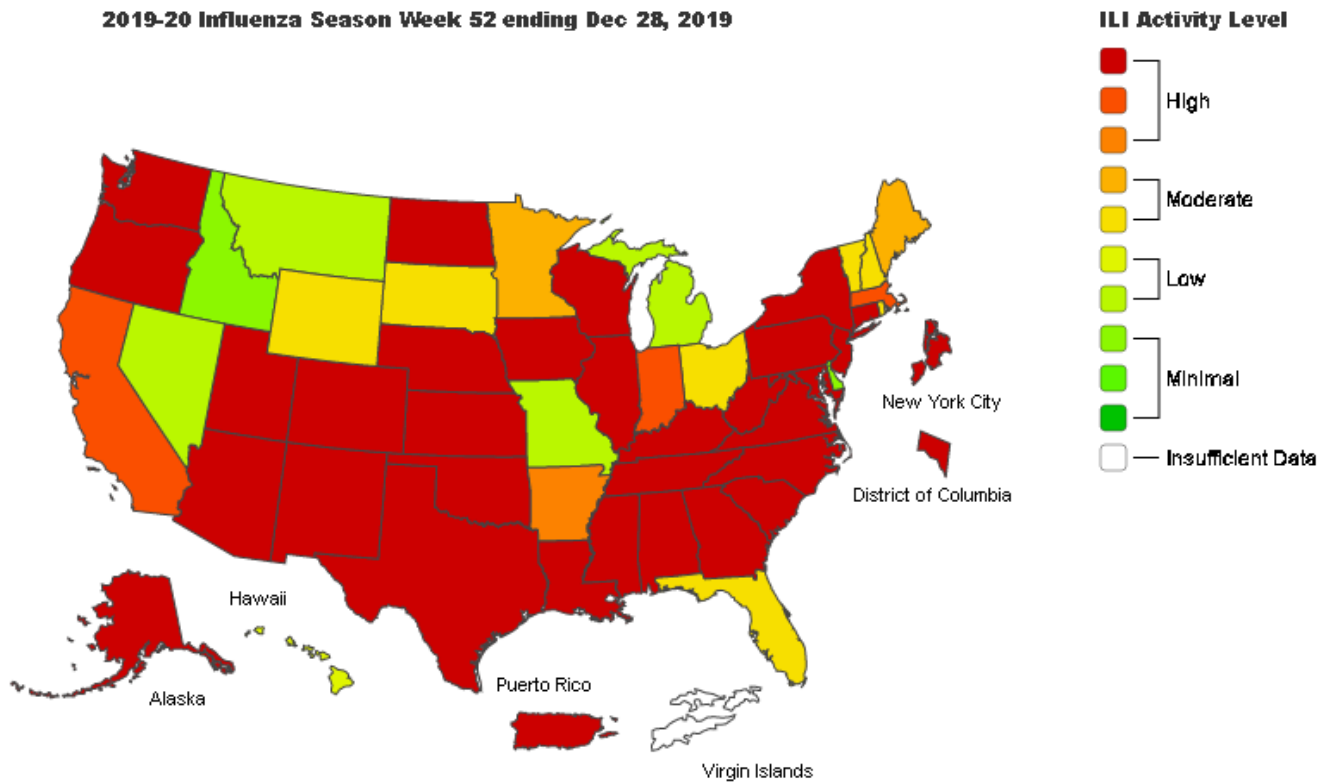 2019-20 Influenza Season Week 52 ending Dec 28, 2019
ILI Activity Level
High
Moderate
Low
Minimal
Insufficient Data
New York City
District of Columbia
Hawaii
Alaska
Puerto Rico
Virgin Islands